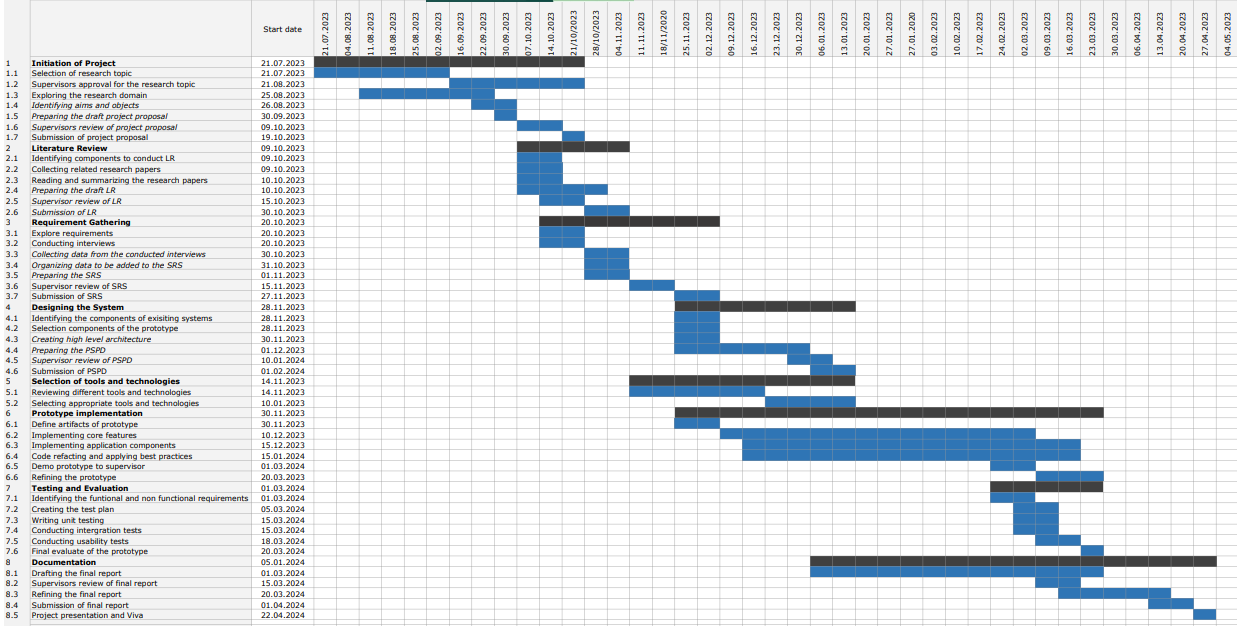 Start date 21.07.2023 04.08.2023 11.08.2023 18.08.2023 25.08.2023 02.09.2023 16.09.2023 22.09.2023 30.09.2023 07.10.2023 14.10.2023 21/10/2023 28/10/2023 04.11.2023 11.11.2023 18/11/2020 25.11.2023 02.12.2023 09.12.2023 16.12.2023 23.12.2023 30.12.2023 06.01.2023 13.01.2023 20.01.2023 27.01.2023 27.01.2020 03.02.2023 10.02.2023 17.02.2023 24.02.2023 02.03.2023 09.03.2023 16.03.2023 23.03.2023 30.03.2023 06.04.2023 13.04.2023 20.04.2023 27.04.2023 04.05.2023
1 Initiation of Project 21.07.2023
1.1 Selection of research topic 21.07.2023
1.2 Supervisors approval for the research topic 21.08.2023
1.3 Exploring the research domain 25.08.2023
1.4 Identifying aims and objects 26.08.2023
1.5 Preparing the draft project proposal 30.09.2023
1.6 Supervisors review of project proposal 09.10.2023
1.7 Submission of project proposal 19.10.2023
2 Literature Review 09.10.2023
2.1 Identifying components to conduct LR 09.10.2023
2.2 Collecting related research papers 09.10.2023
2.3 Reading and summarizing the research papers 10.10.2023
2.4 Preparing the draft LR 10.10.2023
2.5 Supervisor review of LR 15.10.2023
2.6 Submission of LR 30.10.2023
3 Requirement Gathering 20.10.2023
3.1 Explore requirements 20.10.2023
3.2 Conducting interviews 20.10.2023
3.3 Collecting data from the conducted interviews 30.10.2023
3.4 Organizing data to be added to the SRS 31.10.2023
3.5 Preparing the SRS 01.11.2023
3.6 Supervisor review of SRS 15.11.2023
3.7 Submission of SRS 27.11.2023
4 Designing the System 28.11.2023
4.1 Identifying the components of exisiting systems 28.11.2023
4.2 Selection components of the prototype 28.11.2023
4.3 Creating high level architecture 30.11.2023
4.4 Preparing the PSPD 01.12.2023
4.5 Supervisor review of PSPD 10.01.2024
4.6 Submission of PSPD 01.02.2024
5 Selection of tools and technologies 14.11.2023
5.1 Reviewing different tools and technologies 14.11.2023
5.2 Selecting appropriate tools and technologies 10.01.2023
6 Prototype implementation 30.11.2023
6.1 Define artifacts of prototype 30.11.2023
6.2 Implementing core features 10.12.2023
6.3 Implementing application components 15.12.2023
6.4 Code refacting and applying best practices 15.01.2024
6.5 Demo prototype to supervisor 01.03.2024
6.6 Refining the prototype 20.03.2023
7 Testing and Evaluation 01.03.2024
7.1 Identifying the funtional and non functional requirements 01.03.2024
7.2 Creating the test plan 05.03.2024
7.3 Writing unit testing 15.03.2024
7.4 Conducting intergration tests 15.03.2024
7.5 Conducting usability tests 18.03.2024
7.6 Final evaluate of the prototype 20.03.2024
8 Documentation 05.01.2024
8.1 Drafting the final report 01.03.2024
8.2 Supervisors review of final report 15.03.2024
8.3 Refining the final report 20.03.2024
8.4 Submission of final report 01.04.2024
8.5 Project presentation and Viva 22.04.2024